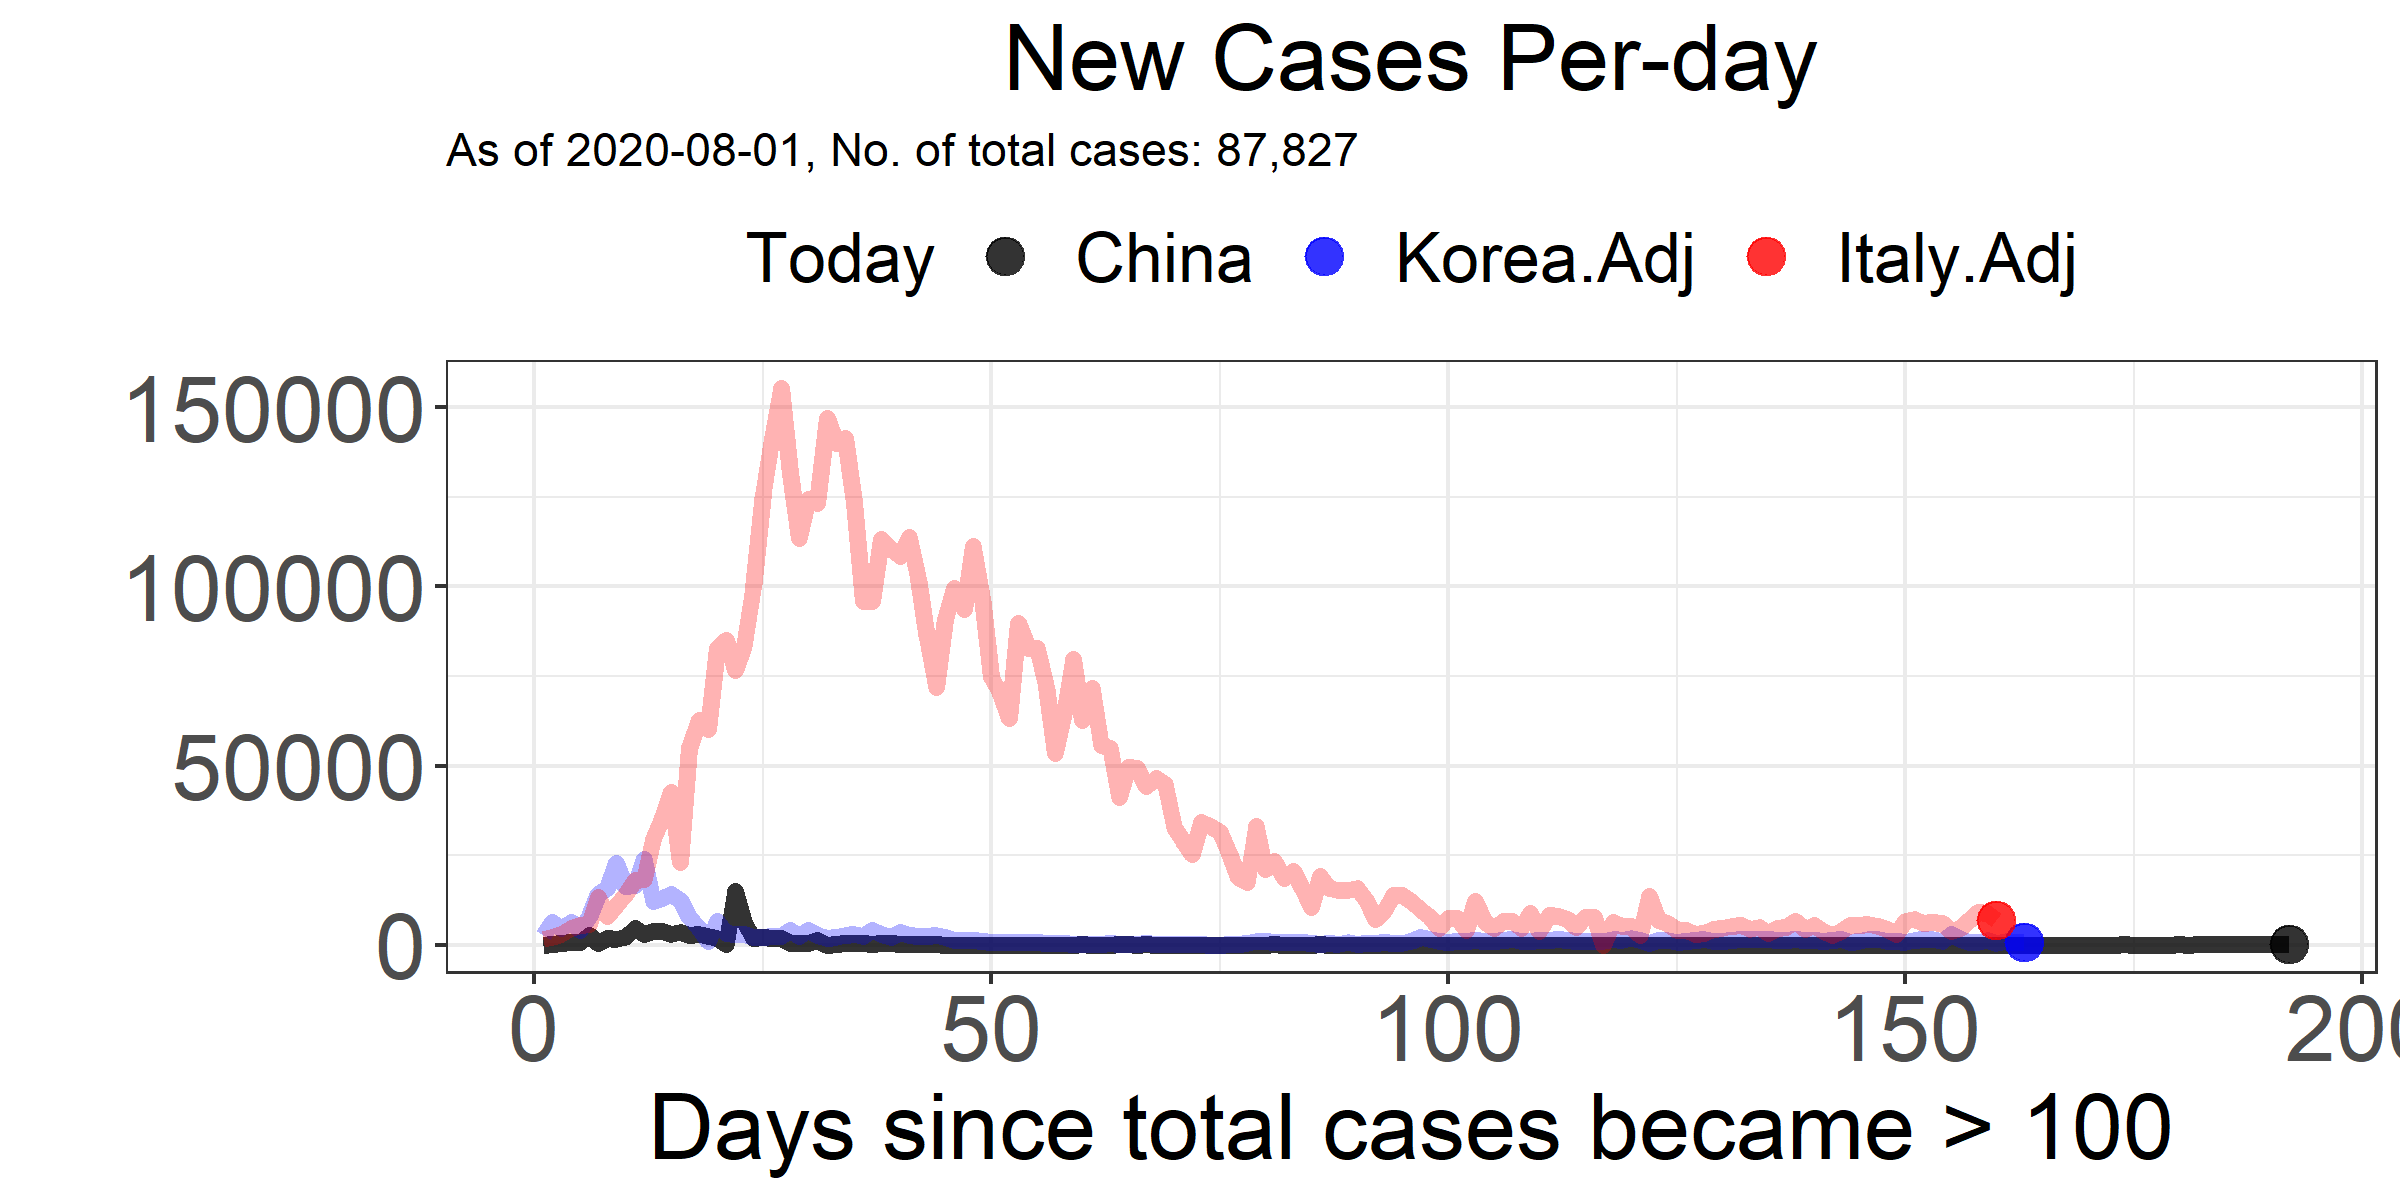 New Cases Per-day
As of 2020-08-01, No. of total cases: 87,827
Today China Korea.Adj Italy.Adj
150000
100000
50000
0
0 50 100 150 200
Days since total cases became > 100